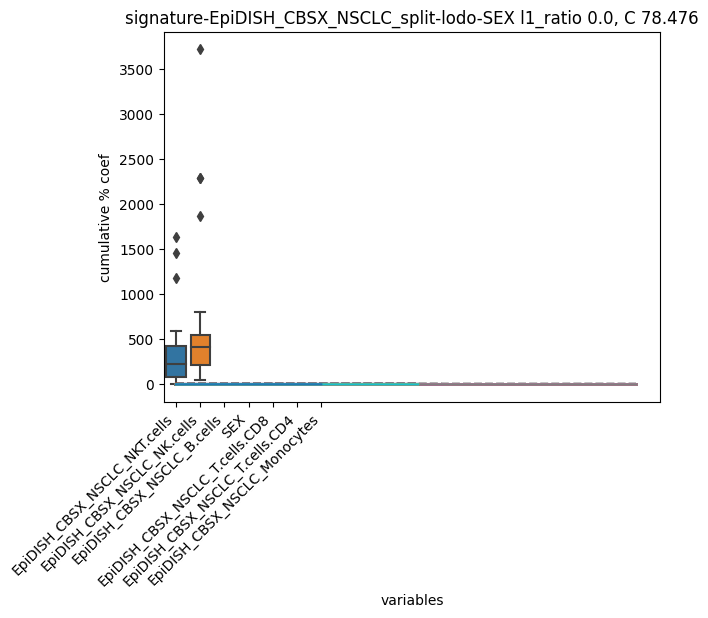 signature-EpiDISH_CBSX_NSCLC_split-lodo-SEX l1_ratio 0.0, C 78.476
cumulative % coef
3500
3000
2500
2000
1500
1000
500
0
EpiDISH_CBSX_NSCLC_NKT.cells
EpiDISH_CBSX_NSCLC_NK.cells
EpiDISH_CBSX_NSCLC_B.cells
SEX
EpiDISH_CBSX_NSCLC_T.cells.CD8
EpiDISH_CBSX_NSCLC_T.cells.CD4
EpiDISH_CBSX_NSCLC_Monocytes
variables